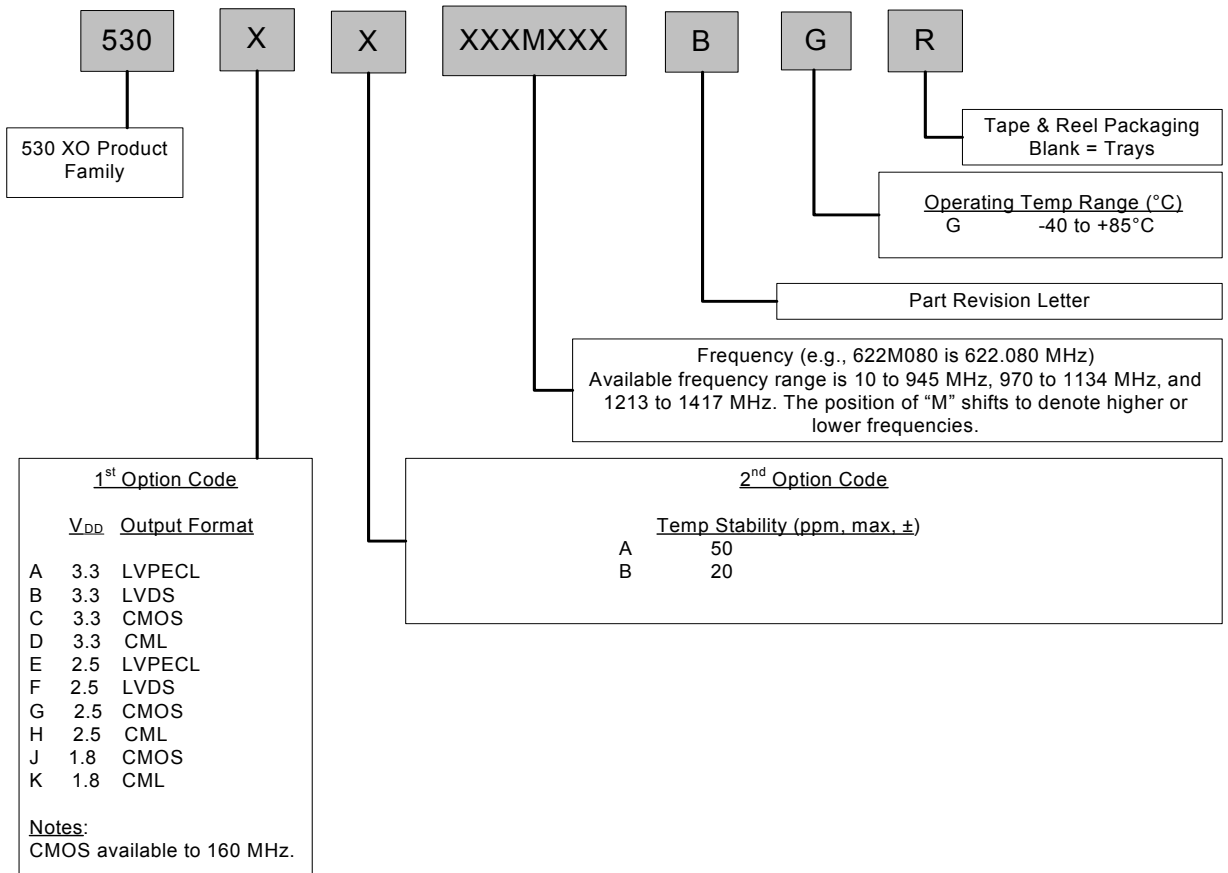 530 X X XXXMXXX B G R
530 XO Product
Family
Tape & Reel Packaging
Blank = Trays
Operating Temp Range (°C)
G -40 to +85°C
Part Revision Letter
Frequency (e.g., 622M080 is 622.080 MHz)
Available frequency range is 10 to 945 MHz, 970 to 1134 MHz, and
1213 to 1417 MHz. The position of “M” shifts to denote higher or
lower frequencies.
1st Option Code
VDD Output Format
A 3.3 LVPECL
B 3.3 LVDS
C 3.3 CMOS
D 3.3 CML
E 2.5 LVPECL
F 2.5 LVDS
G 2.5 CMOS
H 2.5 CML
J 1.8 CMOS
K 1.8 CML
Notes:
CMOS available to 160 MHz.
2nd Option Code
Temp Stability (ppm, max, ±)
A 50
B 20